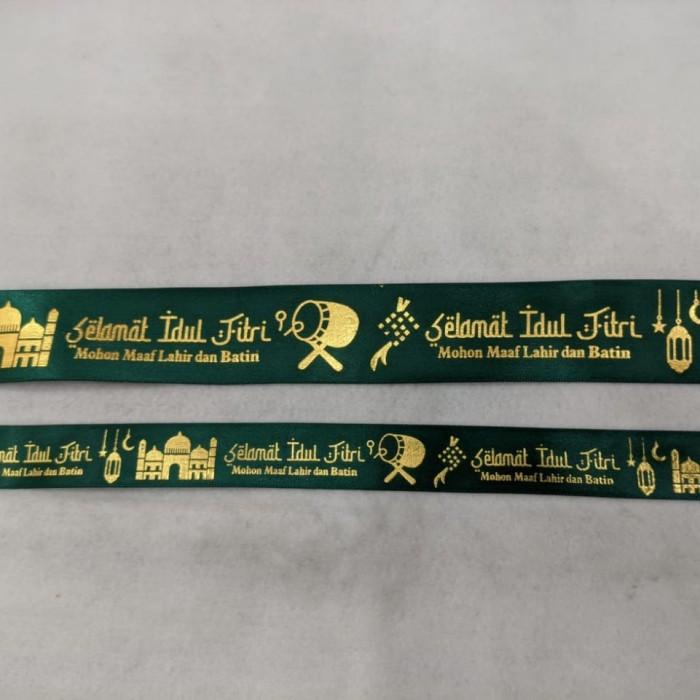 Selamat Idul Fitri
Mohon Maaf Lahir dan Batin
Selamat Idul Fitri
"Mohon Maaf Lahir dan Batin
mat Idul Fitri
Maaf Lahir dan Batin
Selamat Idul Fitri
Mohon Maaf Lahir dan Batin
Selamat Idul Fitri
Mohon Maaf Lahir dan Batin